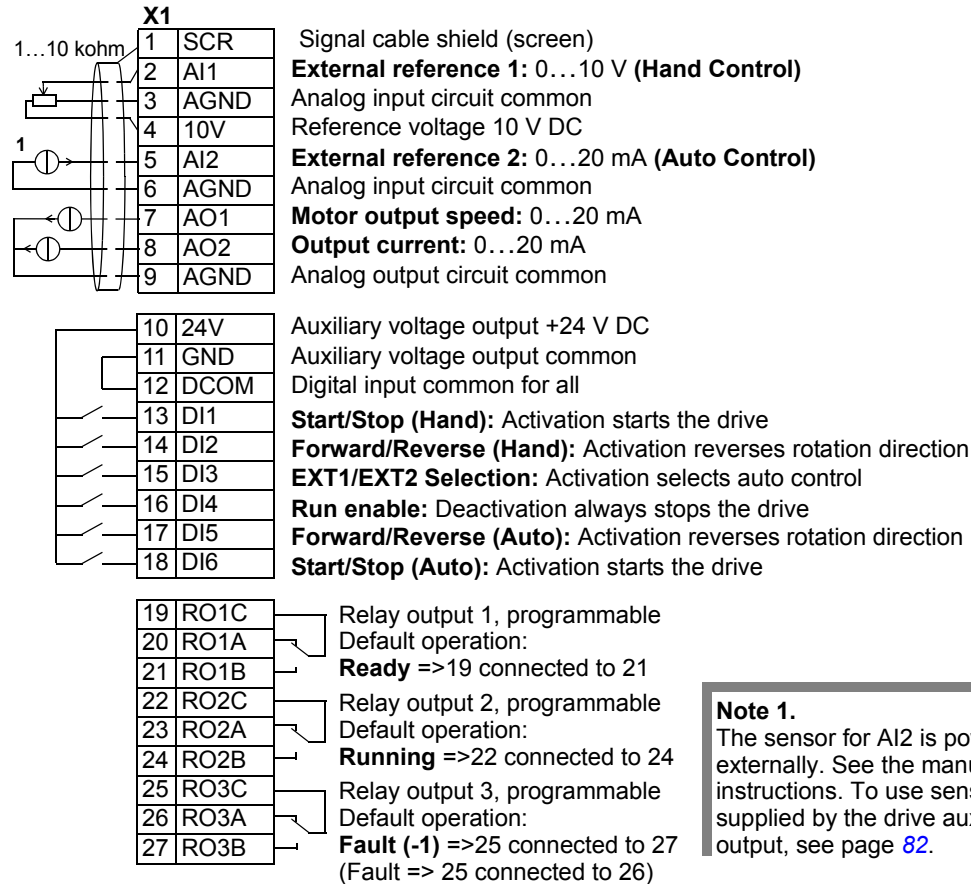 X1
1…10 kohm
1 SCR Signal cable shield (screen)
2 AI1 External reference 1: 0…10 V (Hand Control)
3 AGND Analog input circuit common
4 10V Reference voltage 10 V DC
1
5 AI2 External reference 2: 0…20 mA (Auto Control)
6 AGND Analog input circuit common
7 AO1 Motor output speed: 0…20 mA
8 AO2 Output current: 0…20 mA
9 AGND Analog output circuit common
10 24V Auxiliary voltage output +24 V DC
11 GND Auxiliary voltage output common
12 DCOM Digital input common for all
13 DI1 Start/Stop (Hand): Activation starts the drive
14 DI2 Forward/Reverse (Hand): Activation reverses rotation direction
15 DI3 EXT1/EXT2 Selection: Activation selects auto control
16 DI4 Run enable: Deactivation always stops the drive
17 DI5 Forward/Reverse (Auto): Activation reverses rotation direction
18 DI6 Start/Stop (Auto): Activation starts the drive
19 RO1C Relay output 1, programmable
20 RO1A Default operation:
21 RO1B Ready =>19 connected to 21
22 RO2C Relay output 2, programmable
23 RO2A Default operation:
24 RO2B Running =>22 connected to 24
25 RO3C Relay output 3, programmable
26 RO3A Default operation:
27 RO3B Fault (-1) =>25 connected to 27
(Fault => 25 connected to 26)
Note 1.
The sensor for AI2 is
externally. See the
instructions. To use
supplied by the drive
output, see page 82.